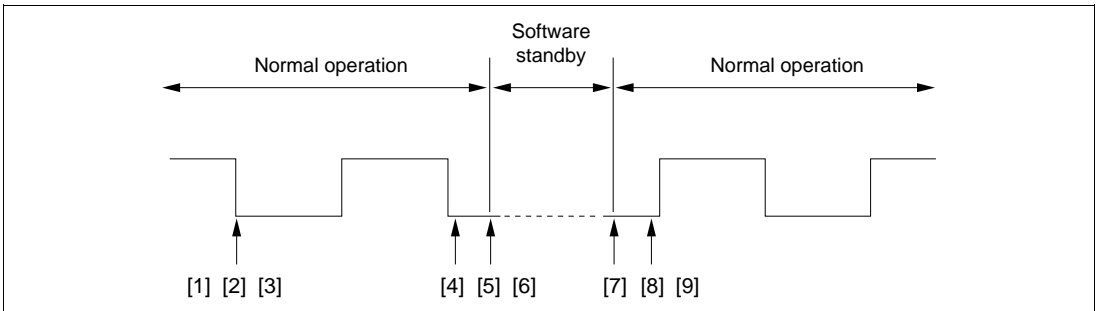 Software
standby
Normal operation
Normal operation
[1] [2] [3]
[4] [5] [6]
[7] [8] [9]